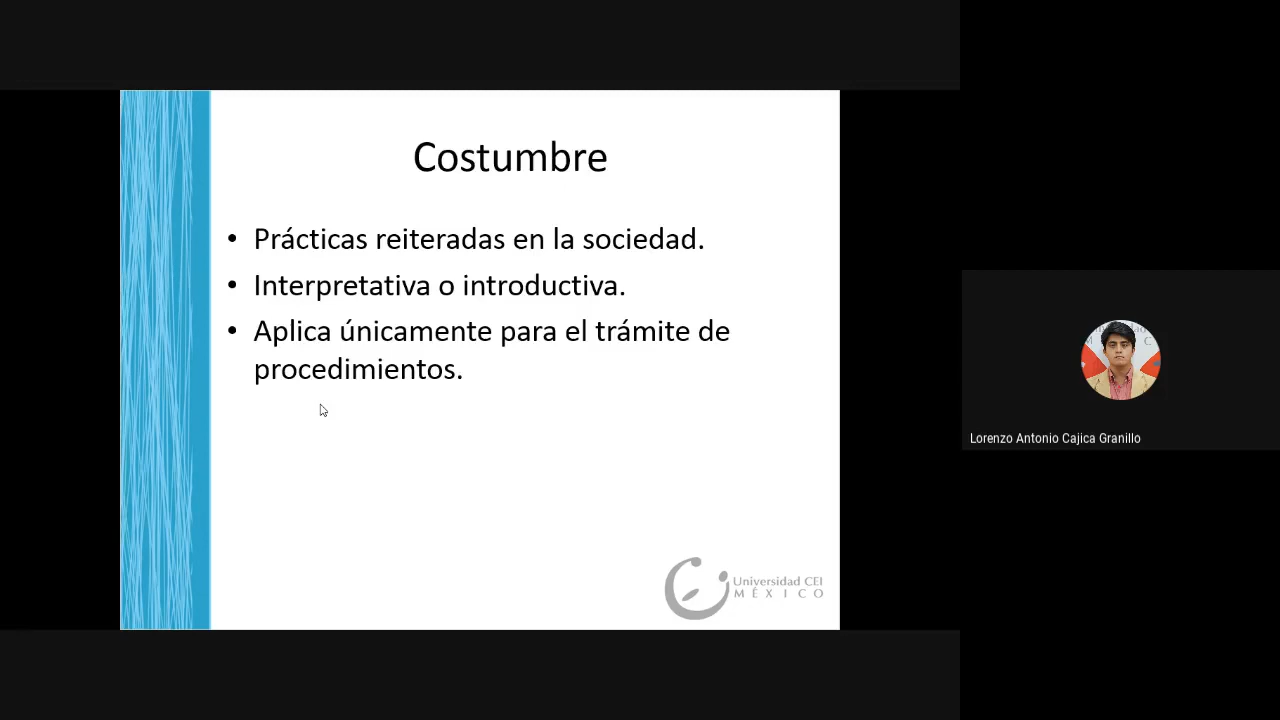 Costumbre
• Prácticas reiteradas en la sociedad.
• Interpretativa o introductiva.
• Aplica únicamente para el trámite de
procedimientos.
Universidad CEI
MÉXICO
Lorenzo Antonio Cajica Granillo